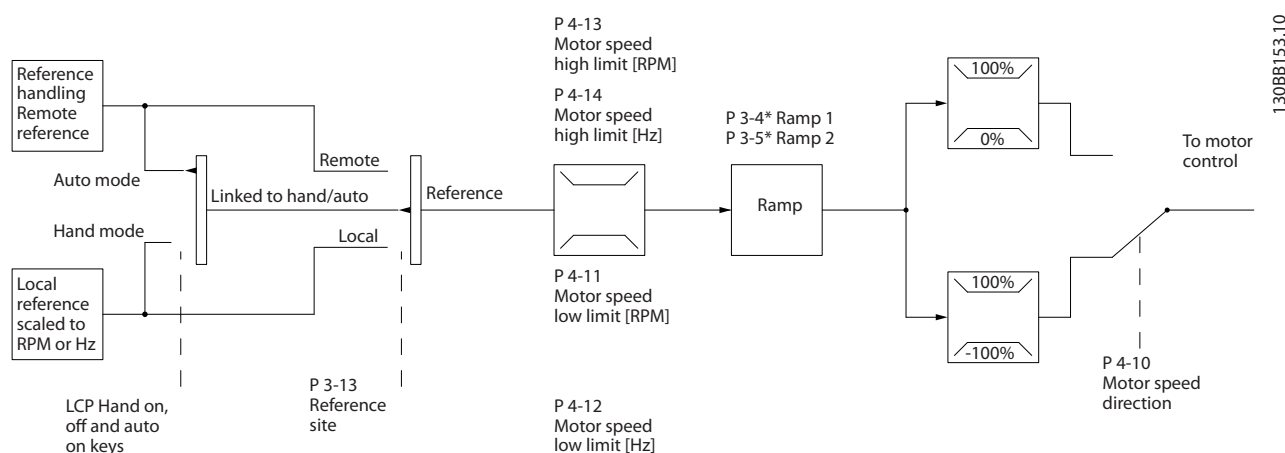 Reference
handling
Remote
reference
Auto mode
Hand mode
Local
reference
scaled to
RPM or Hz
LCP Hand on,
off and auto
on keys
Linked to hand/auto
Remote
Local
P 3-13
Reference
site
Reference
P 4-13
Motor speed
high limit [RPM]
P 4-14
Motor speed
high limit [Hz]
P 4-11
Motor speed
low limit [RPM]
P 4-12
Motor speed
low limit [Hz]
P 3-4* Ramp 1
P 3-5* Ramp 2
Ramp
100%
0%
100%
-100%
To motor
control
P 4-10
Motor speed
direction
130BB153.10